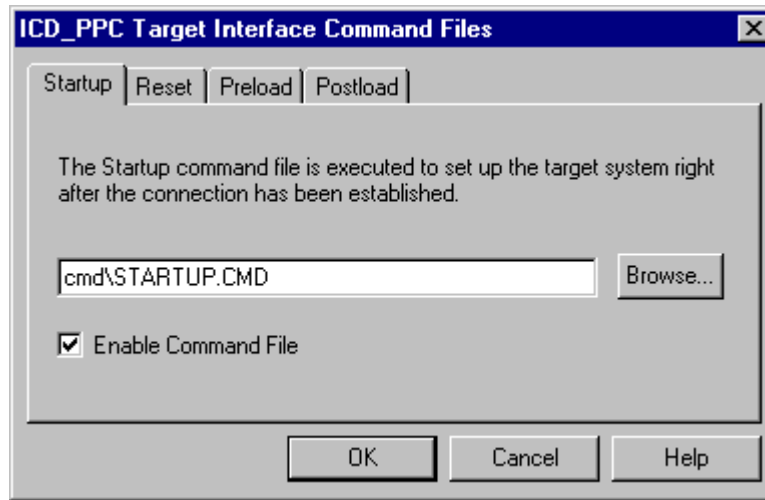 ICD_PPC Target Interface Command Files
Startup Reset Preload Postload
The Startup command file is executed to set up the target system right
after the connection has been established.
cmd\STARTUP.CMD Browse...
Enable Command File
OK Cancel Help